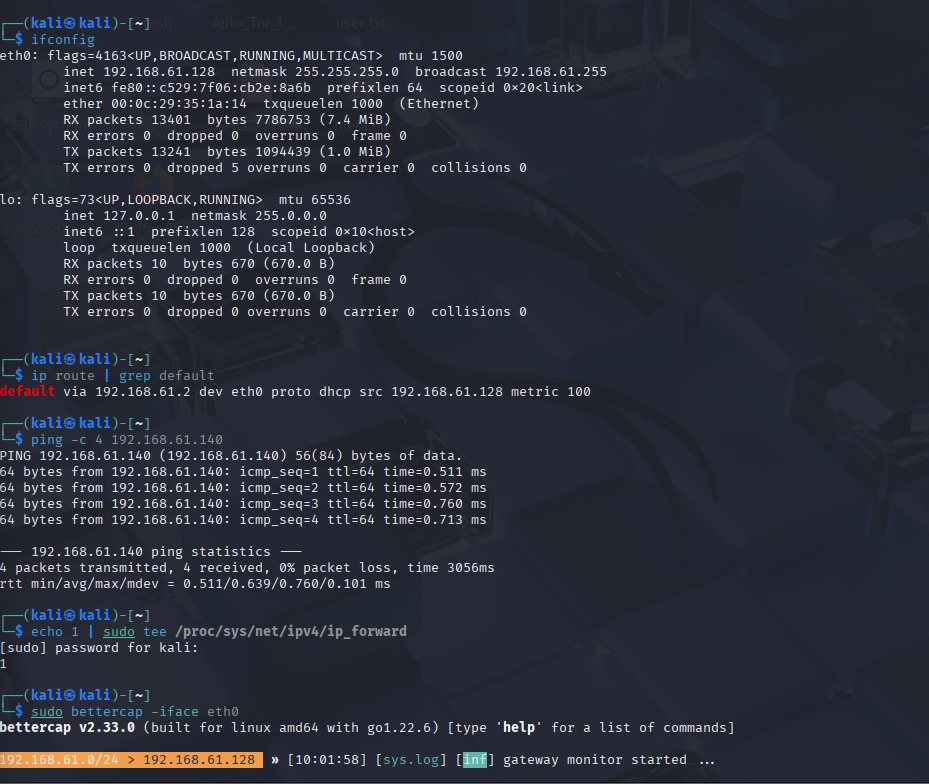 ┌──(kali㉿kali)-[~]
└─$ ifconfig
eth0: flags=4163<UP,BROADCAST,RUNNING,MULTICAST>  mtu 1500
        inet 192.168.61.128  netmask 255.255.255.0  broadcast 192.168.61.255
        inet6 fe80::c529:7f06:cb2e:8a6b  prefixlen 64  scopeid 0×20<link>
        ether 00:0c:29:35:1a:14  txqueuelen 1000  (Ethernet)
        RX packets 13401  bytes 7786753 (7.4 MiB)
        RX errors 0  dropped 0  overruns 0  frame 0
        TX packets 13241  bytes 1094439 (1.0 MiB)
        TX errors 0  dropped 5 overruns 0  carrier 0  collisions 0
lo: flags=73<UP,LOOPBACK,RUNNING>  mtu 65536
        inet 127.0.0.1  netmask 255.0.0.0
        inet6 ::1  prefixlen 128  scopeid 0×10<host>
        loop  txqueuelen 1000  (Local Loopback)
        RX packets 10  bytes 670 (670.0 B)
        RX errors 0  dropped 0  overruns 0  frame 0
        TX packets 10  bytes 670 (670.0 B)
        TX errors 0  dropped 0 overruns 0  carrier 0  collisions 0
┌──(kali㉿kali)-[~]
└─$ ip route | grep default
default via 192.168.61.2 dev eth0 proto dhcp src 192.168.61.128 metric 100
┌──(kali㉿kali)-[~]
└─$ ping -c 4 192.168.61.140
PING 192.168.61.140 (192.168.61.140) 56(84) bytes of data.
64 bytes from 192.168.61.140: icmp_seq=1 ttl=64 time=0.511 ms
64 bytes from 192.168.61.140: icmp_seq=2 ttl=64 time=0.572 ms
64 bytes from 192.168.61.140: icmp_seq=3 ttl=64 time=0.760 ms
64 bytes from 192.168.61.140: icmp_seq=4 ttl=64 time=0.713 ms
─── 192.168.61.140 ping statistics ───
4 packets transmitted, 4 received, 0% packet loss, time 3056ms
rtt min/avg/max/mdev = 0.511/0.639/0.760/0.101 ms
┌──(kali㉿kali)-[~]
└─$ echo 1 | sudo tee /proc/sys/net/ipv4/ip_forward
[sudo] password for kali:
1
┌──(kali㉿kali)-[~]
└─$ sudo bettercap -iface eth0
bettercap v2.33.0 (built for linux amd64 with go1.22.6) [type 'help' for a list of commands]
192.168.61.0/24 > 192.168.61.128  » [10:01:58] [sys.log] [inf] gateway monitor started ...